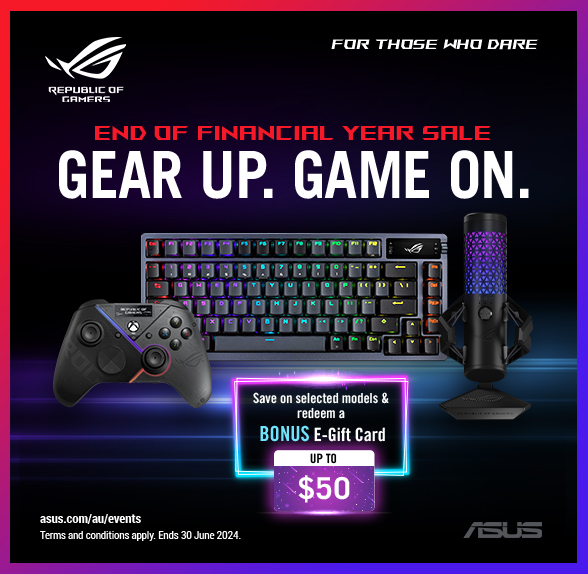 FOR THOSE WHO DARE
REPUBLIC OF
GAMERS
END OF FINANCIAL YEAR SALE
GEAR UP. GAME ON.
Save on selected models &
redeem a
BONUS E-Gift Card
UP TO
$50
asus.com/au/events
Terms and conditions apply. Ends 30 June 2024.
ASUS